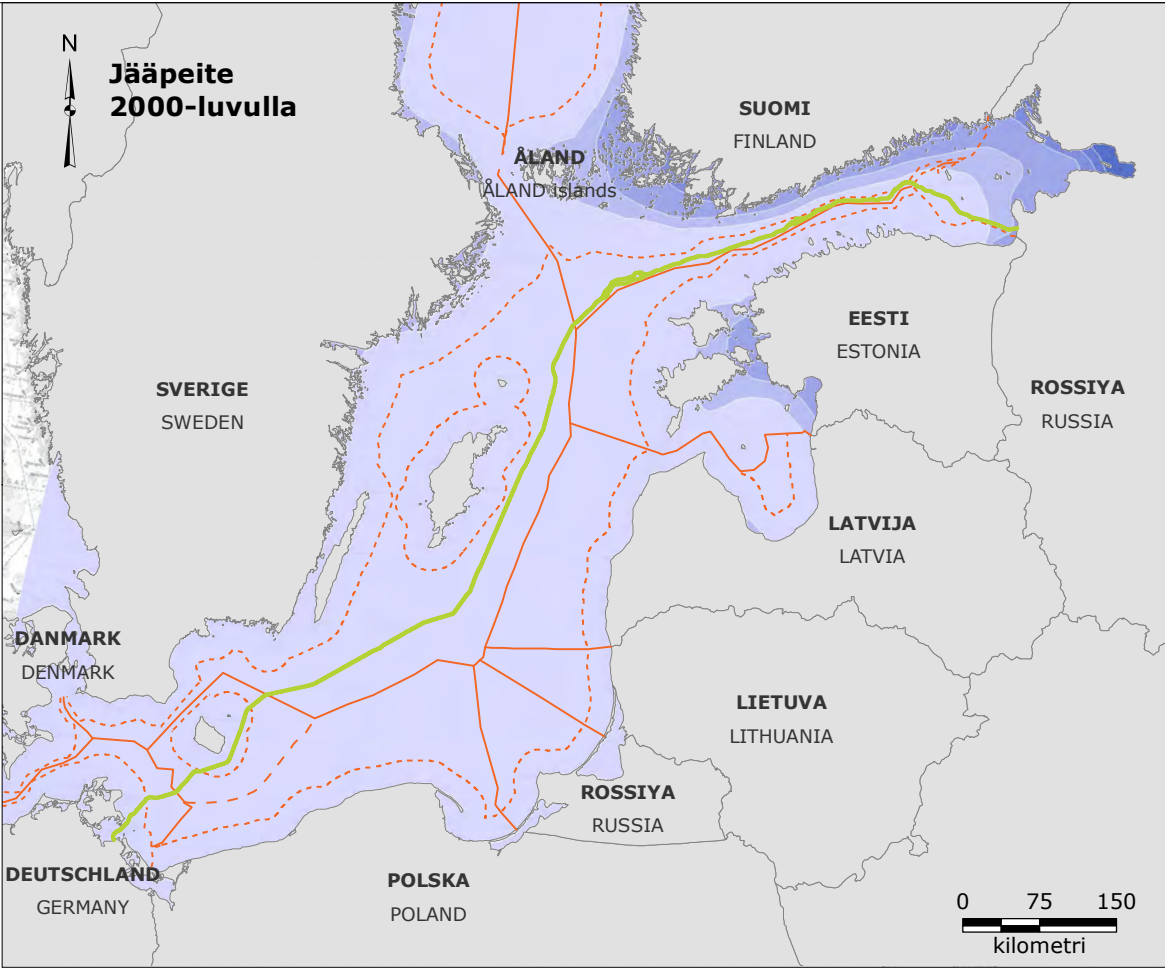 N
Jääpeite
2000-luvulla
SUOMI
FINLAND
ÅLAND
ÅLAND islands
EESTI
ESTONIA
SVERIGE
SWEDEN
ROSSIYA
RUSSIA
LATVIJA
LATVIA
DANMARK
DENMARK
LIETUVA
LITHUANIA
ROSSIYA
RUSSIA
DEUTSCHLAND
GERMANY
POLSKA
POLAND
0 75 150
kilometri